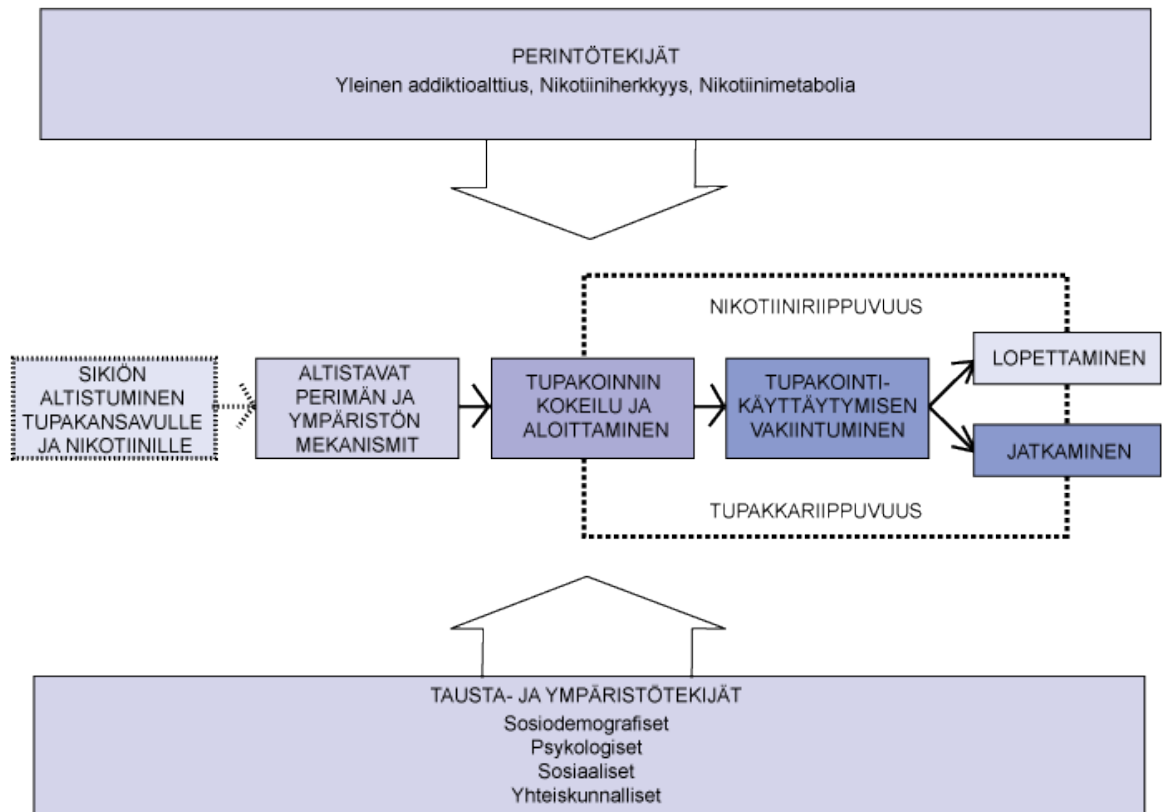 PERINTÖTEKIJÄT
Yleinen addiktioalttius, Nikotiiniherkkyys, Nikotiinimetabolia
NIKOTIINIRIIPPUVUUS
SIKIÖN
ALTISTUMINEN
TUPAKANSAVULLE
JA NIKOTIINILLE
ALTISTAVAT
PERIMÄN JA
YMPÄRISTÖN
MEKANISMIT
TUPAKOINNIN
KOKEILU JA
ALOITTAMINEN
TUPAKOINTI-
KÄYTTÄYTYMISEN
VAKIINTUMINEN
LOPETTAMINEN
JATKAMINEN
TUPAKKARIIPPUVUUS
TAUSTA- JA YMPÄRISTÖTEKIJÄT
Sosiodemografiset
Psykologiset
Sosiaaliset
Yhteiskunnalliset